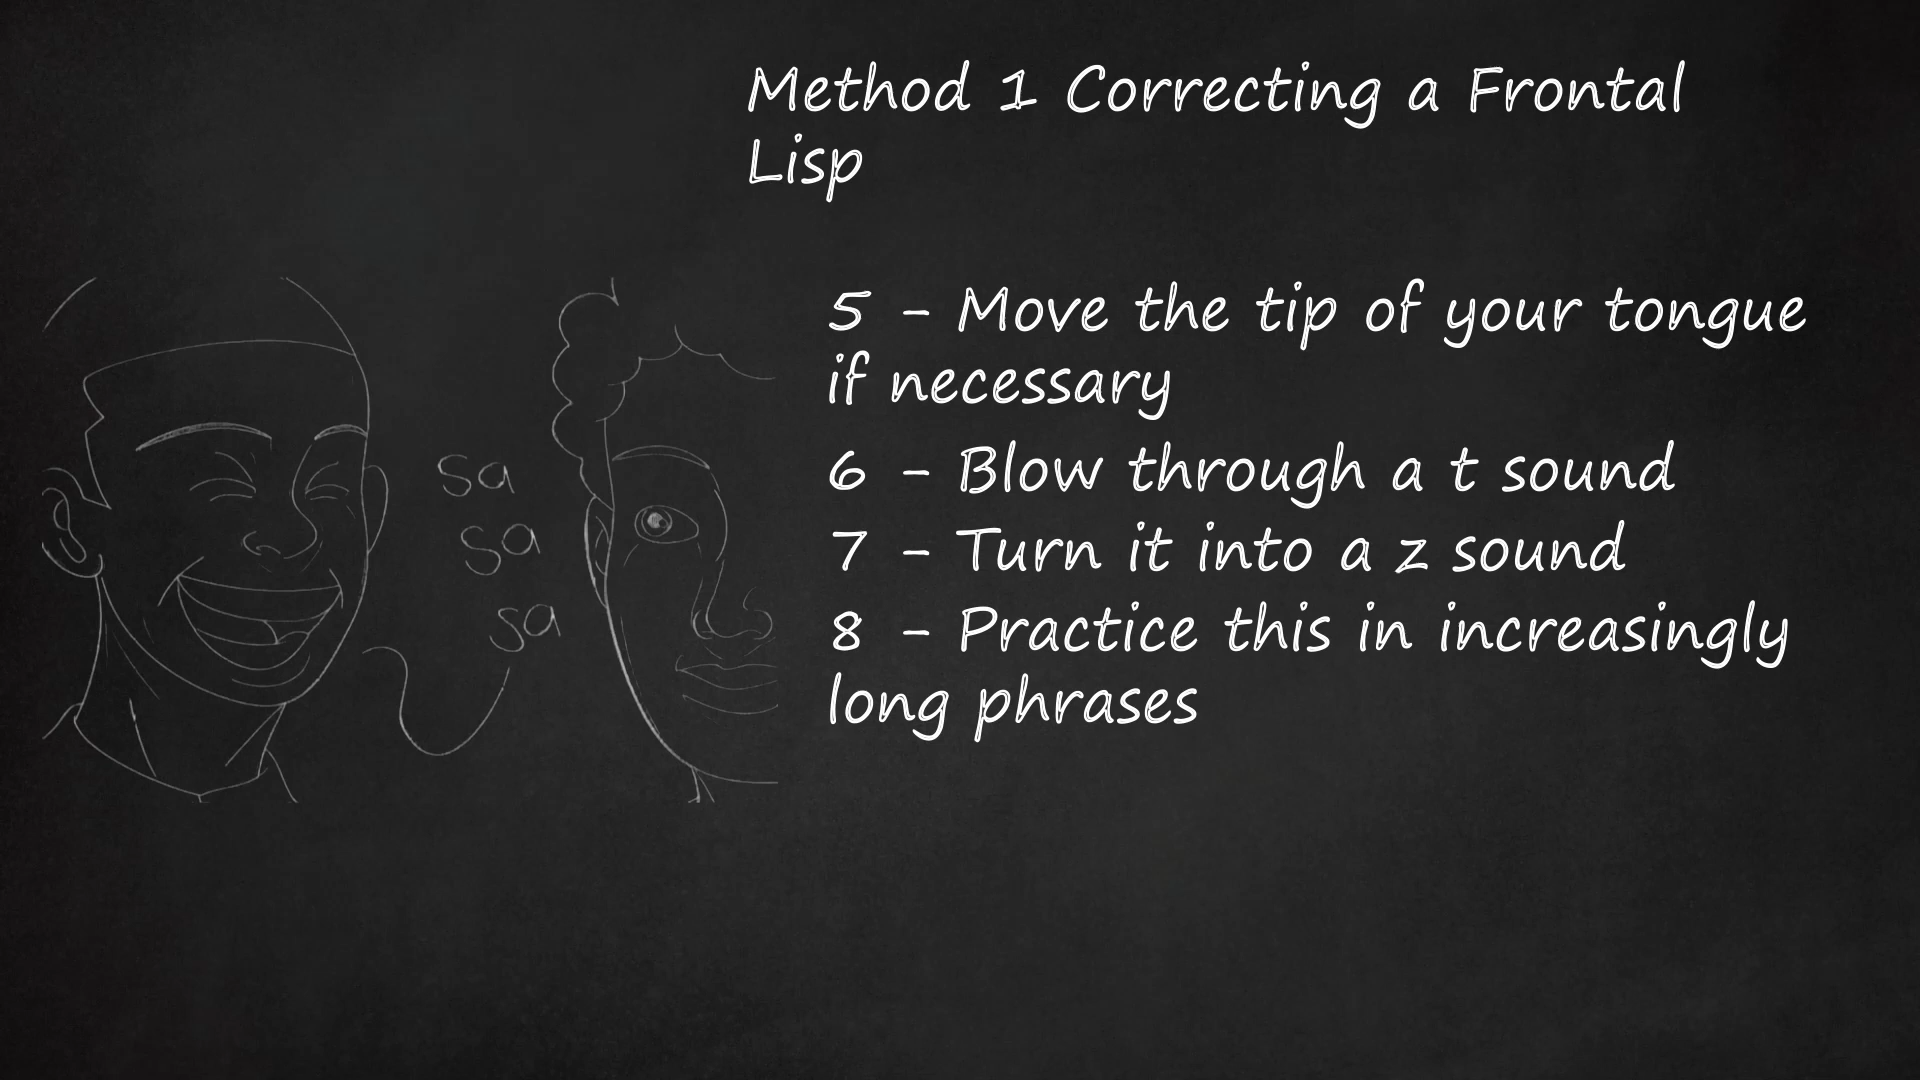 Method 1 Correcting a Frontal
Lisp
5 - Move the tip of your tongue
if necessary
6 - Blow through a t sound
7 - Turn it into a z sound
8 - Practice this in increasingly
long phrases
sa
sa
sa